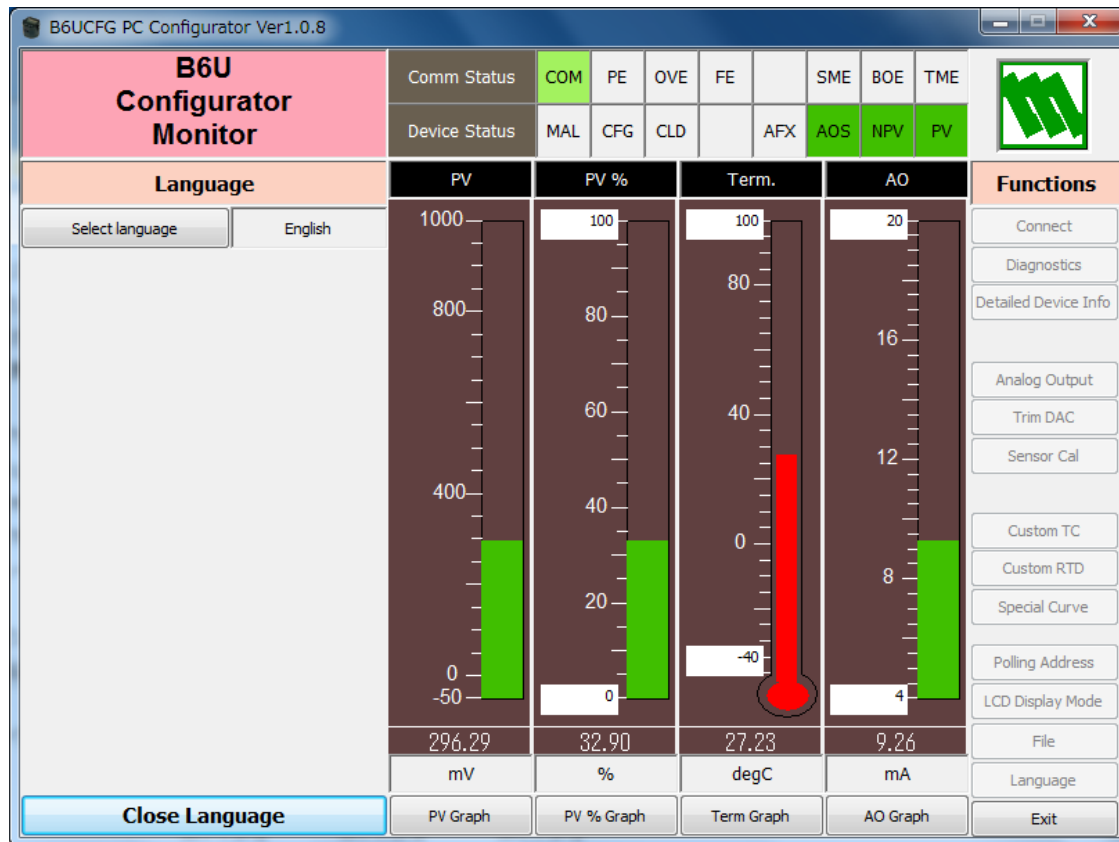 B6UCFG PC Configurator Ver1.0.8
B6U
Configurator
Monitor
Comm Status COM PE OVE FE SME BOE TME
Device Status MAL CFG CLD AFX AOS NPV PV
Language
Select language English
Close Language
PV
1000
800
400
0
-50
296.29
mV
PV Graph
PV %
100
80
60
40
20
0
32.90
%
PV % Graph
Term.
100
80
40
0
-40
27.23
degC
Term Graph
AO
20
16
12
8
4
9.26
mA
AO Graph
Functions
Connect
Diagnostics
Detailed Device Info
Analog Output
Trim DAC
Sensor Cal
Custom TC
Custom RTD
Special Curve
Polling Address
LCD Display Mode
File
Language
Exit